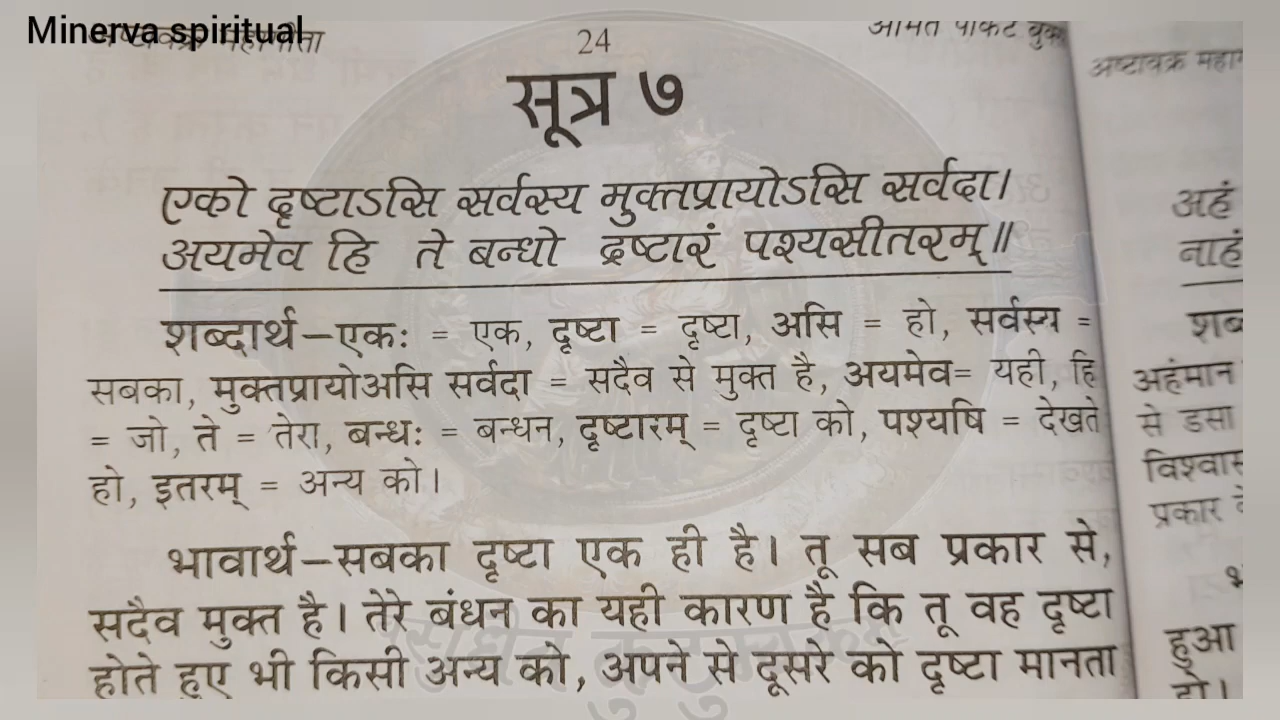 Minerva spiritual
महागीता
24
अमित पाकेट बुक
अष्टावक्र महाग
सूत्र ७
एको दृष्टाऽसि सर्वस्य मुक्तप्रायोऽसि सर्वदा।
अयमेव हि ते बन्धो द्रष्टारं पश्यसीतरम्॥
शब्दार्थ–एकः = एक, दृष्टा = दृष्टा, असि = हो, सर्वस्य =
सबका, मुक्तप्रायोअसि सर्वदा = सदैव से मुक्त है, अयमेव= यही, हि
= जो, ते = तेरा, बन्धः = बन्धन, दृष्टारम् = दृष्टा को, पश्यषि = देखते
हो, इतरम् = अन्य को।
भावार्थ–सबका दृष्टा एक ही है। तू सब प्रकार से,
सदैव मुक्त है। तेरे बंधन का यही कारण है कि तू वह दृष्टा
होते हुए भी किसी अन्य को, अपने से दूसरे को दृष्टा मानता
अहं
नाहं
शब
अहंमान
से डसा
विश्वास
प्रकार
हुआ